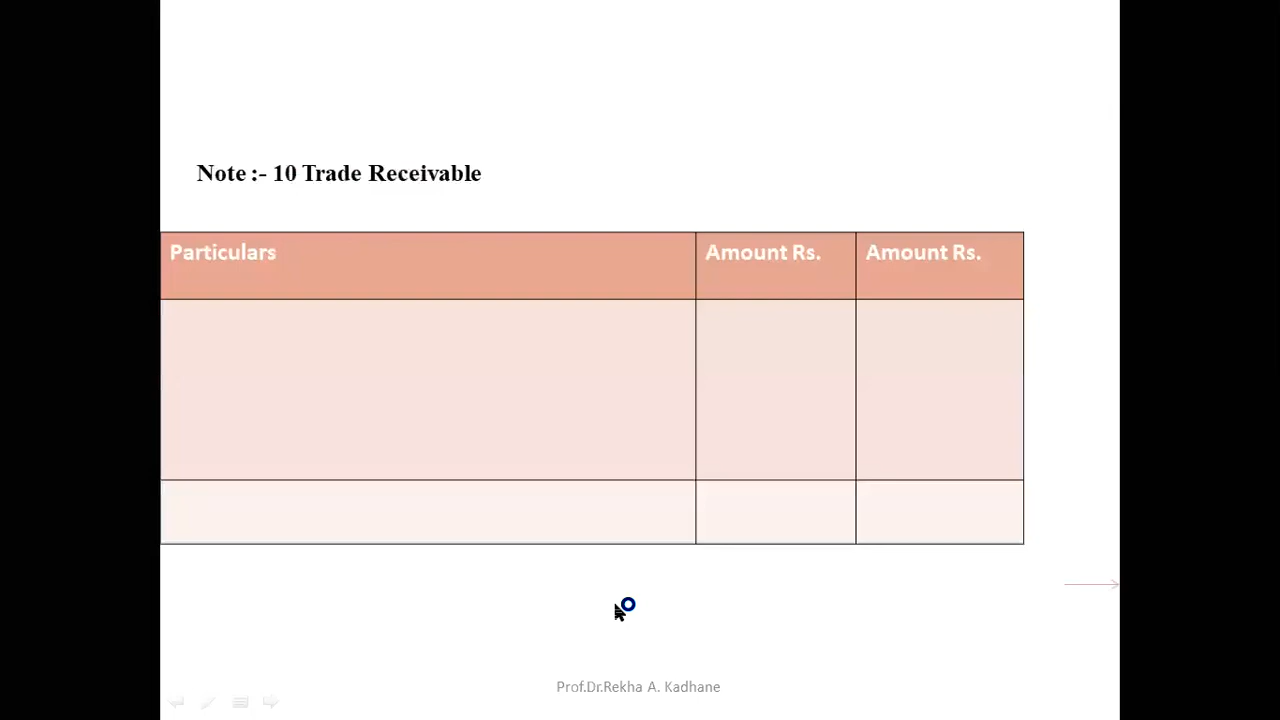 Note :- 10 Trade Receivable
Particulars Amount Rs. Amount Rs.
Prof.Dr.Rekha A. Kadhane